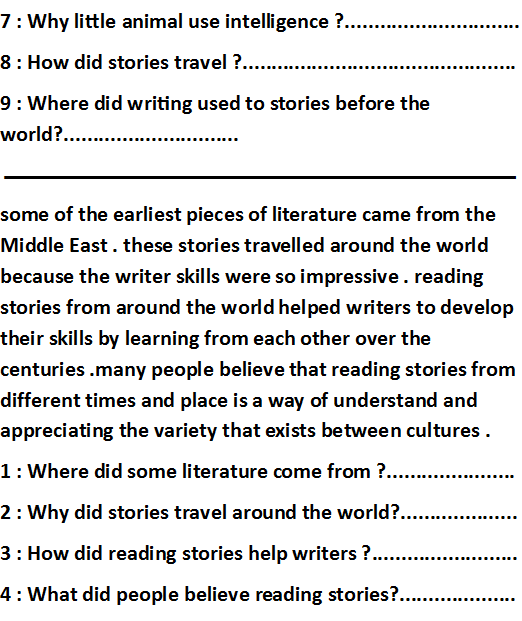 7 : Why little animal use intelligence ?..............................
8 : How did stories travel ?...............................................
9 : Where did writing used to stories before the
world?..............................
some of the earliest pieces of literature came from the
Middle East . these stories travelled around the world
because the writer skills were so impressive . reading
stories from around the world helped writers to develop
their skills by learning from each other over the
centuries .many people believe that reading stories from
different times and place is a way of understand and
appreciating the variety that exists between cultures .
1 : Where did some literature come from ?......................
2 : Why did stories travel around the world?....................
3 : How did reading stories help writers ?.........................
4 : What did people believe reading stories?....................